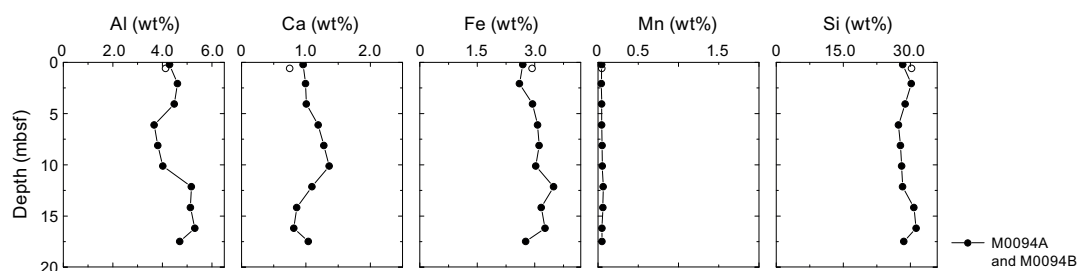 Al (wt%) Ca (wt%) Fe (wt%) Mn (wt%) Si (wt%)
0 2.0 4.0 6.0 0 1.0 2.0 0 1.5 3.0 0 0.5 1.0 1.5 0 15.0 30.0
0
5
10
15
20
Depth (mbsf)
M0094A
and M0094B